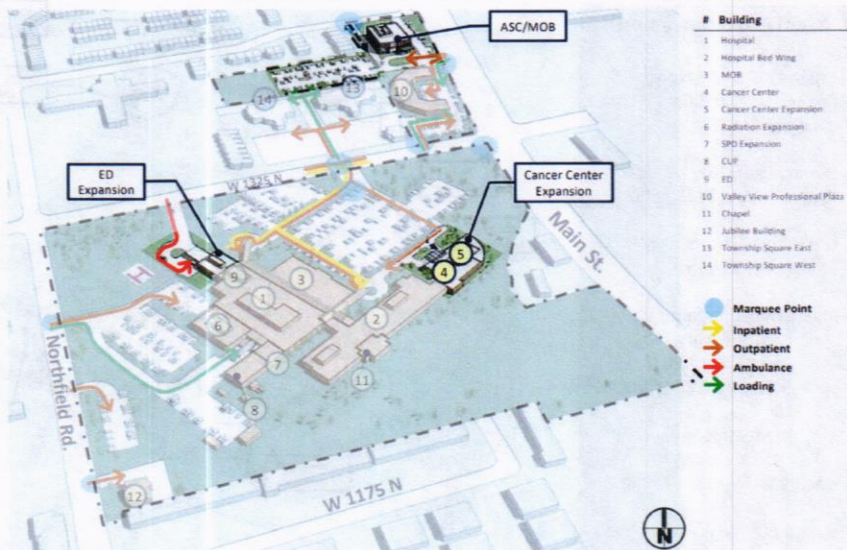 ASC/MOB
ED
Expansion
Cancer Center
Expansion
W 1325 N
Main St.
Northfield Rd.
W 1175 N
14
13
10
9
3
1
6
2
7
8
11
12
5
4
H
N
# Building
1 Hospital
2 Hospital Bed Wing
3 MOB
4 Cancer Center
5 Cancer Center Expansion
6 Radiation Expansion
7 SPD Expansion
8 CUP
9 ED
10 Valley View Professional Plaza
11 Chapel
12 Jubilee Building
13 Township Square East
14 Township Square West
Marquee Point
Inpatient
Outpatient
Ambulance
Loading